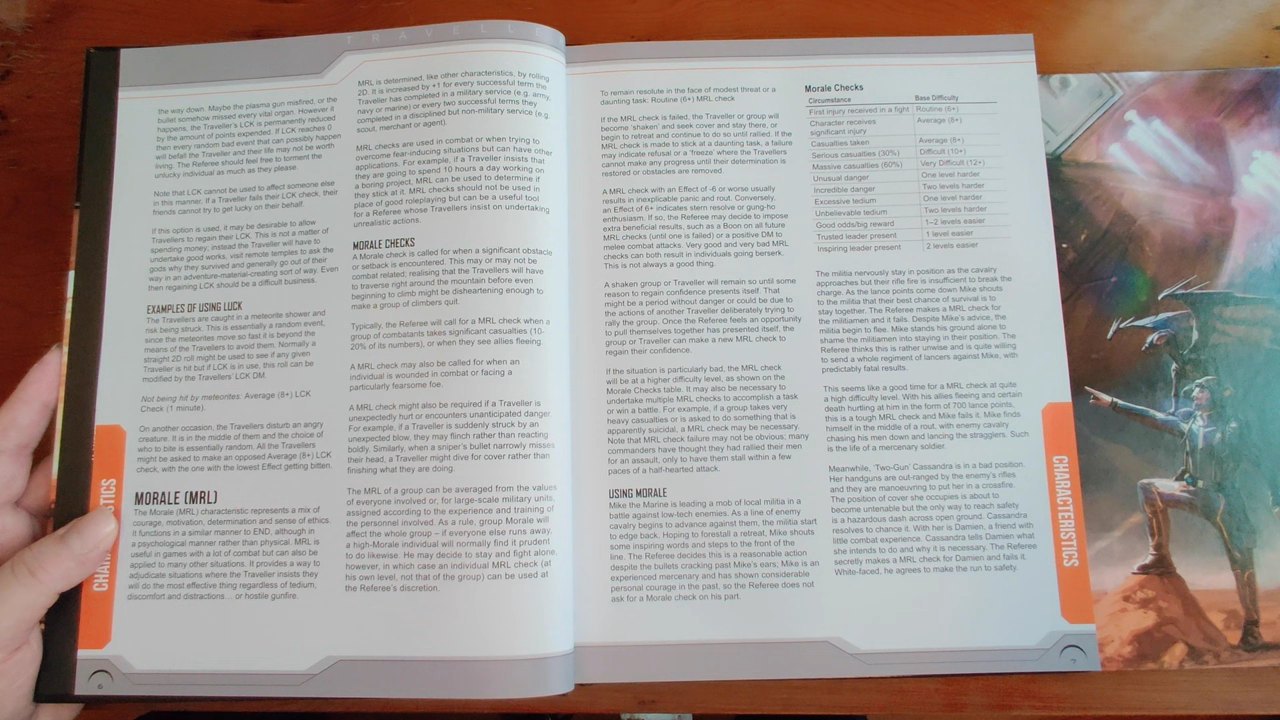 TRAVELLE
the way down. Maybe the plasma gun misfired, or the
bullet somehow missed every vital organ. However it
happens, the Traveller's LCK is permanently reduced
by the amount of points expended. If LCK reaches 0
then every random bad event that can possibly happen
will befall the Traveller and their life may not be worth
living. The Referee should feel free to torment the
unlucky individual as much as they please.
Note that LCK cannot be used to affect someone else
in this manner. If a Traveller fails their LCK check, their
friends cannot try to get lucky on their behalf.
If this option is used, it may be desirable to allow
Travellers to regain their LCK. This is not a matter of
spending money; instead the Traveller will have to
undertake good works, visit remote temples to ask the
gods why they survived and generally go out of their
way in an adventure-material-creating sort of way. Even
then regaining LCK should be a difficult business.
EXAMPLES OF USING LUCK
The Travellers are caught in a meteorite shower and
risk being struck. This is essentially a random event,
since the meteorites move so fast it is beyond the
means of the Travellers to avoid them. Normally a
straight 2D roll might be used to see if any given
Traveller is hit but if LCK is in use, this roll can be
modified by the Travellers' LCK DM.
Not being hit by meteorites: Average (8+) LCK
Check (1 minute).
On another occasion, the Travellers disturb an angry
creature. It is in the middle of them and the choice of
who to bite is essentially random. All the Travellers
might be asked to make an opposed Average (8+) LCK
check, with the one with the lowest Effect getting bitten.
MORALE (MRL)
The Morale (MRL) characteristic represents a mix of
courage, motivation, determination and sense of ethics.
It functions in a similar manner to END, although in
a psychological manner rather than physical. MRL is
useful in games with a lot of combat but can also be
applied to many other situations. It provides a way to
adjudicate situations where the Traveller insists they
will do the most effective thing regardless of tedium,
discomfort and distractions... or hostile gunfire.
MRL is determined, like other characteristics, by rolling
2D. It is increased by +1 for every successful term the
Traveller has completed in a military service (e.g. army,
navy or marine) or every two successful terms they
completed in a disciplined but non-military service (e.g.
scout, merchant or agent).
MRL checks are used in combat or when trying to
overcome fear-inducing situations but can have other
applications. For example, if a Traveller insists that
they are going to spend 10 hours a day working on
a boring project, MRL can be used to determine if
they stick at it. MRL checks should not be used in
place of good roleplaying but can be a useful tool
for a Referee whose Travellers insist on undertaking
unrealistic actions.
MORALE CHECKS
A Morale check is called for when a significant obstacle
or setback is encountered. This may or may not be
combat related; realising that the Travellers will have
to traverse right around the mountain before even
beginning to climb might be disheartening enough to
make a group of climbers quit.
Typically, the Referee will call for a MRL check when a
group of combatants takes significant casualties (10-
20% of its numbers), or when they see allies fleeing.
A MRL check may also be called for when an
individual is wounded in combat or facing a
particularly fearsome foe.
A MRL check might also be required if a Traveller is
unexpectedly hurt or encounters unanticipated danger.
For example, if a Traveller is suddenly struck by an
unexpected blow, they may flinch rather than reacting
boldly. Similarly, when a sniper's bullet narrowly misses
their head, a Traveller might dive for cover rather than
finishing what they are doing.
The MRL of a group can be averaged from the values
of everyone involved or, for large-scale military units,
assigned according to the experience and training of
the personnel involved. As a rule, group Morale will
affect the whole group – if everyone else runs away,
a high-Morale individual will normally find it prudent
to do likewise. He may decide to stay and fight alone,
however, in which case an individual MRL check (at
his own level, not that of the group) can be used at
the Referee's discretion.
CHARACTERISTICS
6
To remain resolute in the face of modest threat or a
daunting task: Routine (6+) MRL check
If the MRL check is failed, the Traveller or group will
become 'shaken' and seek cover and stay there, or
begin to retreat and continue to do so until rallied. If the
MRL check is made to stick at a daunting task, a failure
may indicate refusal or a 'freeze' where the Travellers
cannot make any progress until their determination is
restored or obstacles are removed.
A MRL check with an Effect of -6 or worse usually
results in inexplicable panic and rout. Conversely,
an Effect of 6+ indicates stern resolve or gung-ho
enthusiasm. If so, the Referee may decide to impose
extra beneficial results, such as a Boon on all future
MRL checks (until one is failed) or a positive DM to
melee combat attacks. Very good and very bad MRL
checks can both result in individuals going berserk.
This is not always a good thing.
A shaken group or Traveller will remain so until some
reason to regain confidence presents itself. That
might be a period without danger or could be due to
the actions of another Traveller deliberately trying to
rally the group. Once the Referee feels an opportunity
to pull themselves together has presented itself, the
group or Traveller can make a new MRL check to
regain their confidence.
If the situation is particularly bad, the MRL check
will be at a higher difficulty level, as shown on the
Morale Checks table. It may also be necessary to
undertake multiple MRL checks to accomplish a task
or win a battle. For example, if a group takes very
heavy casualties or is asked to do something that is
apparently suicidal, a MRL check may be necessary.
Note that MRL check failure may not be obvious; many
commanders have thought they had rallied their men
for an assault, only to have them stall within a few
paces of a half-hearted attack.
USING MORALE
Mike the Marine is leading a mob of local militia in a
battle against low-tech enemies. As a line of enemy
cavalry begins to advance against them, the militia start
to edge back. Hoping to forestall a retreat, Mike shouts
some inspiring words and steps to the front of the
line. The Referee decides this is a reasonable action
despite the bullets cracking past Mike's ears; Mike is an
experienced mercenary and has shown considerable
personal courage in the past, so the Referee does not
ask for a Morale check on his part.
Morale Checks
Circumstance Base Difficulty
First injury received in a fight Routine (6+)
Character receives Average (8+)
significant injury
Casualties taken Average (8+)
Serious casualties (30%) Difficult (10+)
Massive casualties (60%) Very Difficult (12+)
Unusual danger One level harder
Incredible danger Two levels harder
Excessive tedium One level harder
Unbelievable tedium Two levels harder
Good odds/big reward 1–2 levels easier
Trusted leader present 1 level easier
Inspiring leader present 2 levels easier
The militia nervously stay in position as the cavalry
approaches but their rifle fire is insufficient to break the
charge. As the lance points come down Mike shouts
to the militia that their best chance of survival is to
stay together. The Referee makes a MRL check for
the militiamen and it fails. Despite Mike's advice, the
militia begin to flee. Mike stands his ground alone to
shame the militiamen into staying in their position. The
Referee thinks this is rather unwise and is quite willing
to send a whole regiment of lancers against Mike, with
predictably fatal results.
This seems like a good time for a MRL check at quite
a high difficulty level. With his allies fleeing and certain
death hurtling at him in the form of 700 lance points,
this is a tough MRL check and Mike fails it. Mike finds
himself in the middle of a rout, with enemy cavalry
chasing his men down and lancing the stragglers. Such
is the life of a mercenary soldier.
Meanwhile, 'Two-Gun' Cassandra is in a bad position.
Her handguns are out-ranged by the enemy's rifles
and they are manoeuvring to put her in a crossfire.
The position of cover she occupies is about to
become untenable but the only way to reach safety
is a hazardous dash across open ground. Cassandra
resolves to chance it. With her is Damien, a friend with
little combat experience. Cassandra tells Damien what
she intends to do and why it is necessary. The Referee
secretly makes a MRL check for Damien and fails it.
White-faced, he agrees to make the run to safety.
CHARACTERISTICS
7